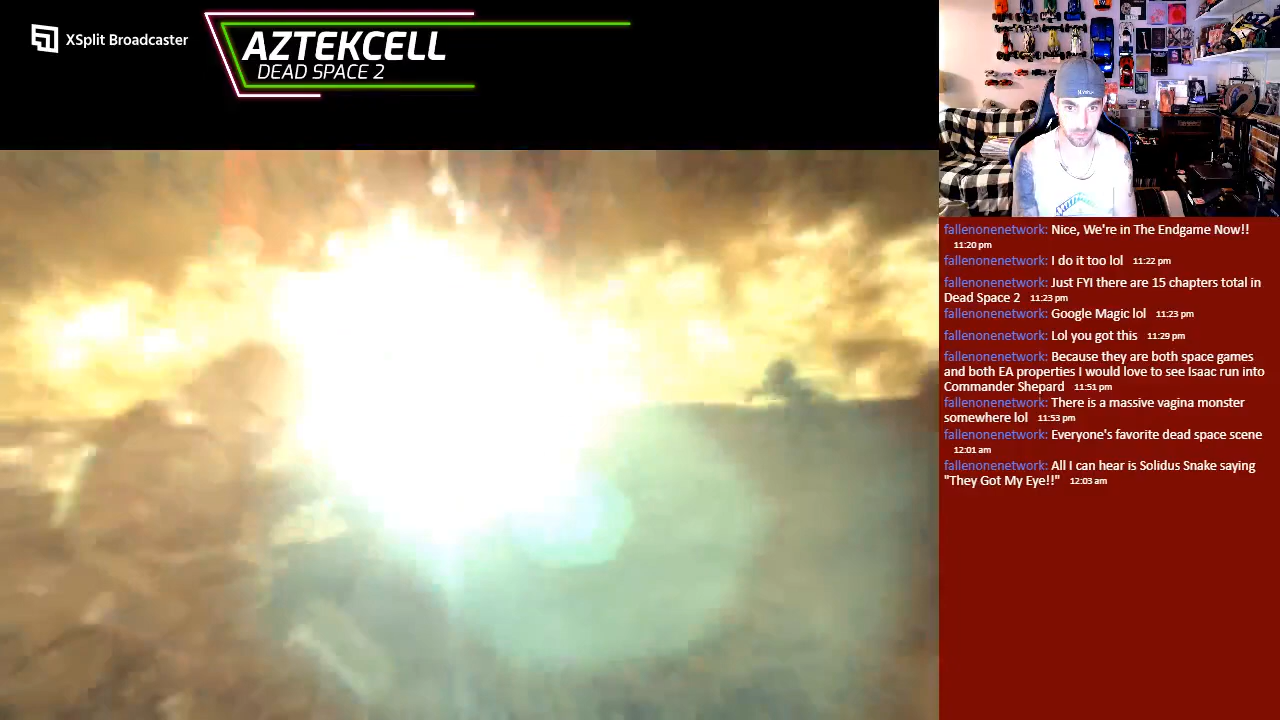 XSplit Broadcaster
AZTEKCELL
DEAD SPACE 2
fallenonenetwork: Nice, We're in The Endgame Now!!
11:20 pm
fallenonenetwork: I do it too lol 11:22 pm
fallenonenetwork: Just FYI there are 15 chapters total in
Dead Space 2 11:23 pm
fallenonenetwork: Google Magic lol 11:23 pm
fallenonenetwork: Lol you got this 11:29 pm
fallenonenetwork: Because they are both space games
and both EA properties I would love to see Isaac run into
Commander Shepard 11:51 pm
fallenonenetwork: There is a massive vagina monster
somewhere lol 11:53 pm
fallenonenetwork: Everyone's favorite dead space scene
12:01 am
fallenonenetwork: All I can hear is Solidus Snake saying
"They Got My Eye!!" 12:03 am